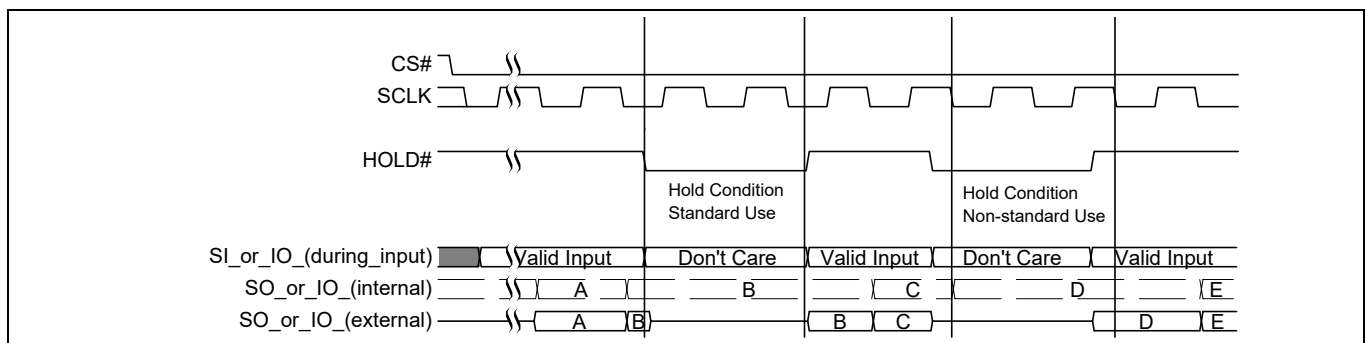 CS#
SCLK
HOLD#
Hold Condition Hold Condition
Standard Use Non-standard Use
SI_or_IO_(during_input) Valid Input Don't Care Valid Input Don't Care Valid Input
SO_or_IO_(internal) A B C D E
SO_or_IO_(external) A B B C D E